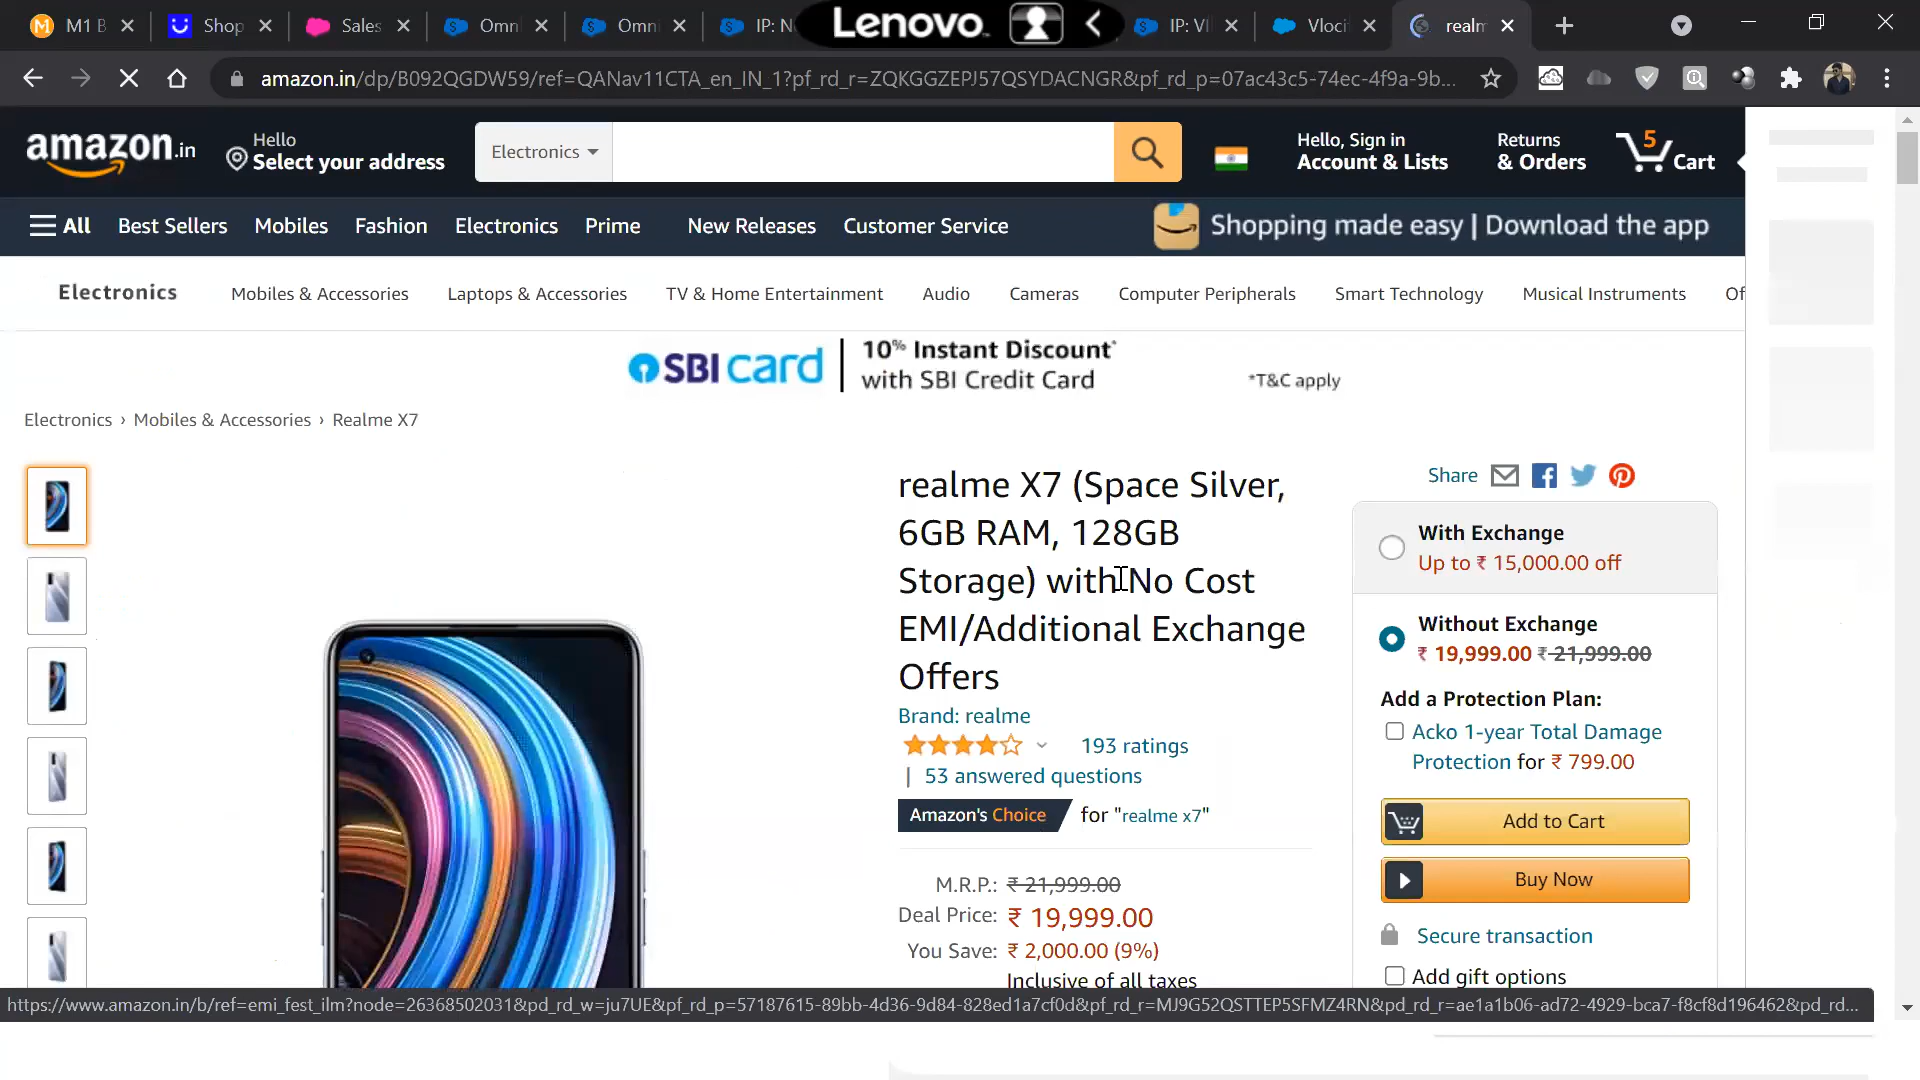 M1 B
Shop
Sales
Omni
Omni
IP: N
Lenovo
IP: VI
Vloci
realm
amazon.in/dp/B092QGDW59/ref=QANav11CTA_en_IN_1?pf_rd_r=ZQKGGZEPJ57QSYDACNGR&pf_rd_p=07ac43c5-74ec-4f9a-9b...
amazon.in
Hello
Select your address
Electronics
Hello, Sign in
Account & Lists
Returns
& Orders
5
Cart
All Best Sellers Mobiles Fashion Electronics Prime New Releases Customer Service
Shopping made easy | Download the app
Electronics Mobiles & Accessories Laptops & Accessories TV & Home Entertainment Audio Cameras Computer Peripherals Smart Technology Musical Instruments Of
SBI card
10% Instant Discount*
with SBI Credit Card
*T&C apply
Electronics › Mobiles & Accessories › Realme X7
realme X7 (Space Silver,
6GB RAM, 128GB
Storage) with No Cost
EMI/Additional Exchange
Offers
Brand: realme
193 ratings
| 53 answered questions
Amazon's Choice for "realme x7"
M.R.P.: ₹ 21,999.00
Deal Price: ₹ 19,999.00
You Save: ₹ 2,000.00 (9%)
Inclusive of all taxes
Share
With Exchange
Up to ₹ 15,000.00 off
Without Exchange
₹ 19,999.00 ₹ 21,999.00
Add a Protection Plan:
Acko 1-year Total Damage
Protection for ₹ 799.00
Add to Cart
Buy Now
Secure transaction
Add gift options
https://www.amazon.in/b/ref=emi_fest_ilm?node=26368502031&pd_rd_w=ju7UE&pf_rd_p=57187615-89bb-4d36-9d84-828ed1a7cf0d&pf_rd_r=MJ9G52QSTTEP5SFMZ4RN&pd_rd_r=ae1a1b06-ad72-4929-bca7-f8cf8d196462&pd_rd...